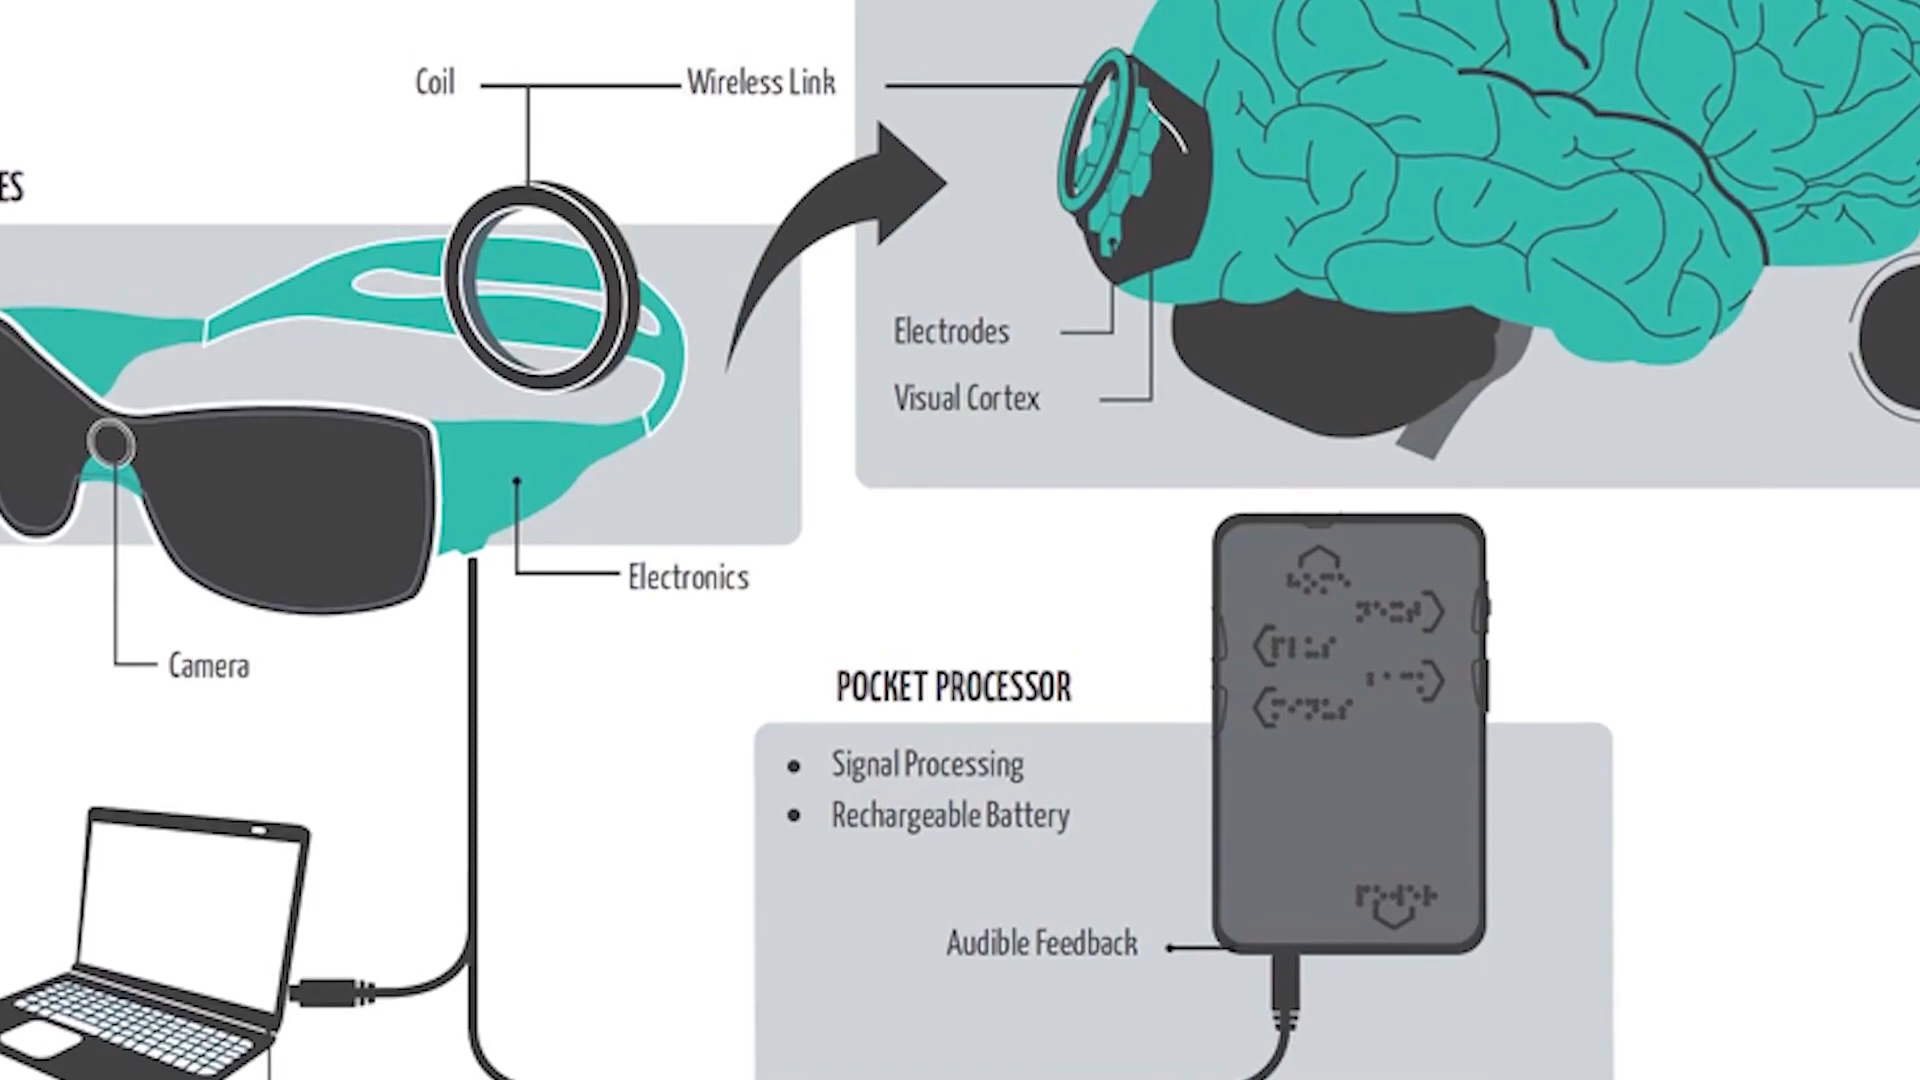 Coil
Wireless Link
ES
Electrodes
Visual Cortex
Electronics
Camera
POCKET PROCESSOR
• Signal Processing
• Rechargeable Battery
Audible Feedback